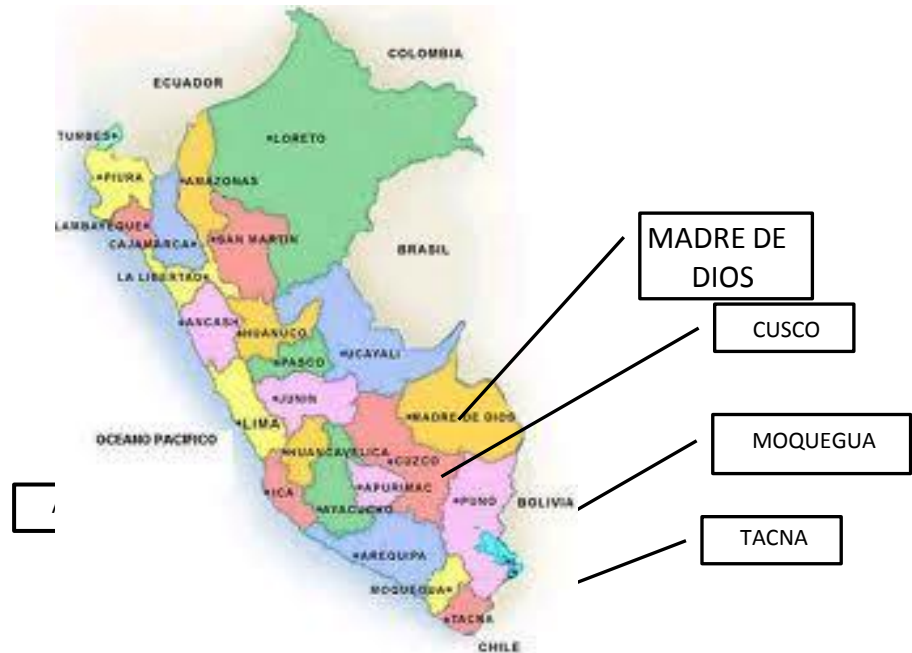 COLOMBIA
ECUADOR
TUMBES
LORETO
PIURA
AMAZONAS
LAMBAYEQUE
CAJAMARCA
SAN MARTIN
BRASIL
LA LIBERTAD
MADRE DE
DIOS
ANCASH
HUANUCO
CUSCO
PASCO
UCAYALI
JUNIN
MADRE DE DIOS
LIMA
OCEANO PACIFICO
HUANCAVELICA
CUZCO
MOQUEGUA
ICA
APURIMAC
PUNO
BOLIVIA
AYACUCHO
AREQUIPA
TACNA
MOQUEGUA
TACNA
CHILE